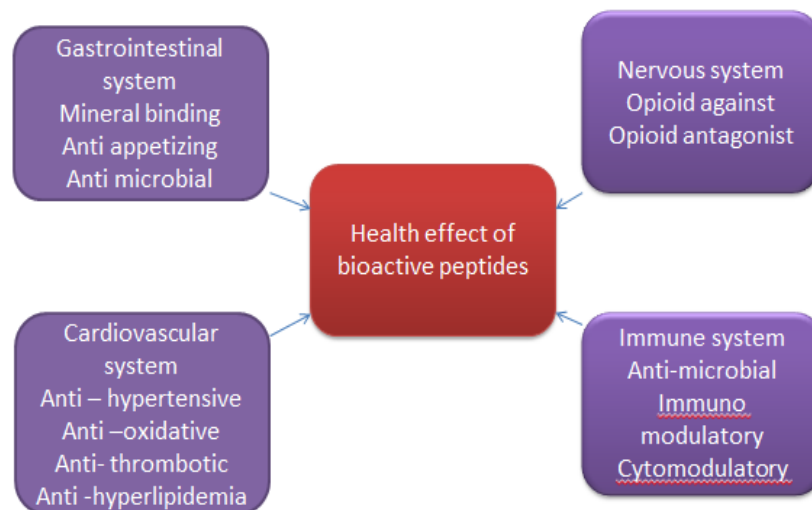 Gastrointestinal
system
Mineral binding
Anti appetizing
Anti microbial
Nervous system
Opioid against
Opioid antagonist
Health effect of
bioactive peptides
Cardiovascular
system
Anti – hypertensive
Anti –oxidative
Anti- thrombotic
Anti -hyperlipidemia
Immune system
Anti-microbial
Immuno
modulatory
Cytomodulatory